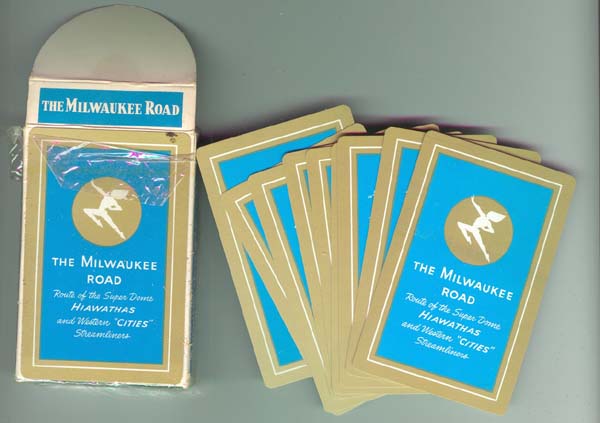 THE MILWAUKEE ROAD
THE MILWAUKEE
ROAD
Route of the Super Dome
HIAWATHAS
and Western "CITIES"
Streamliners
THE MILWAUKEE
ROAD
Route of the Super Dome
HIAWATHAS
and Western "CITIES"
Streamliners